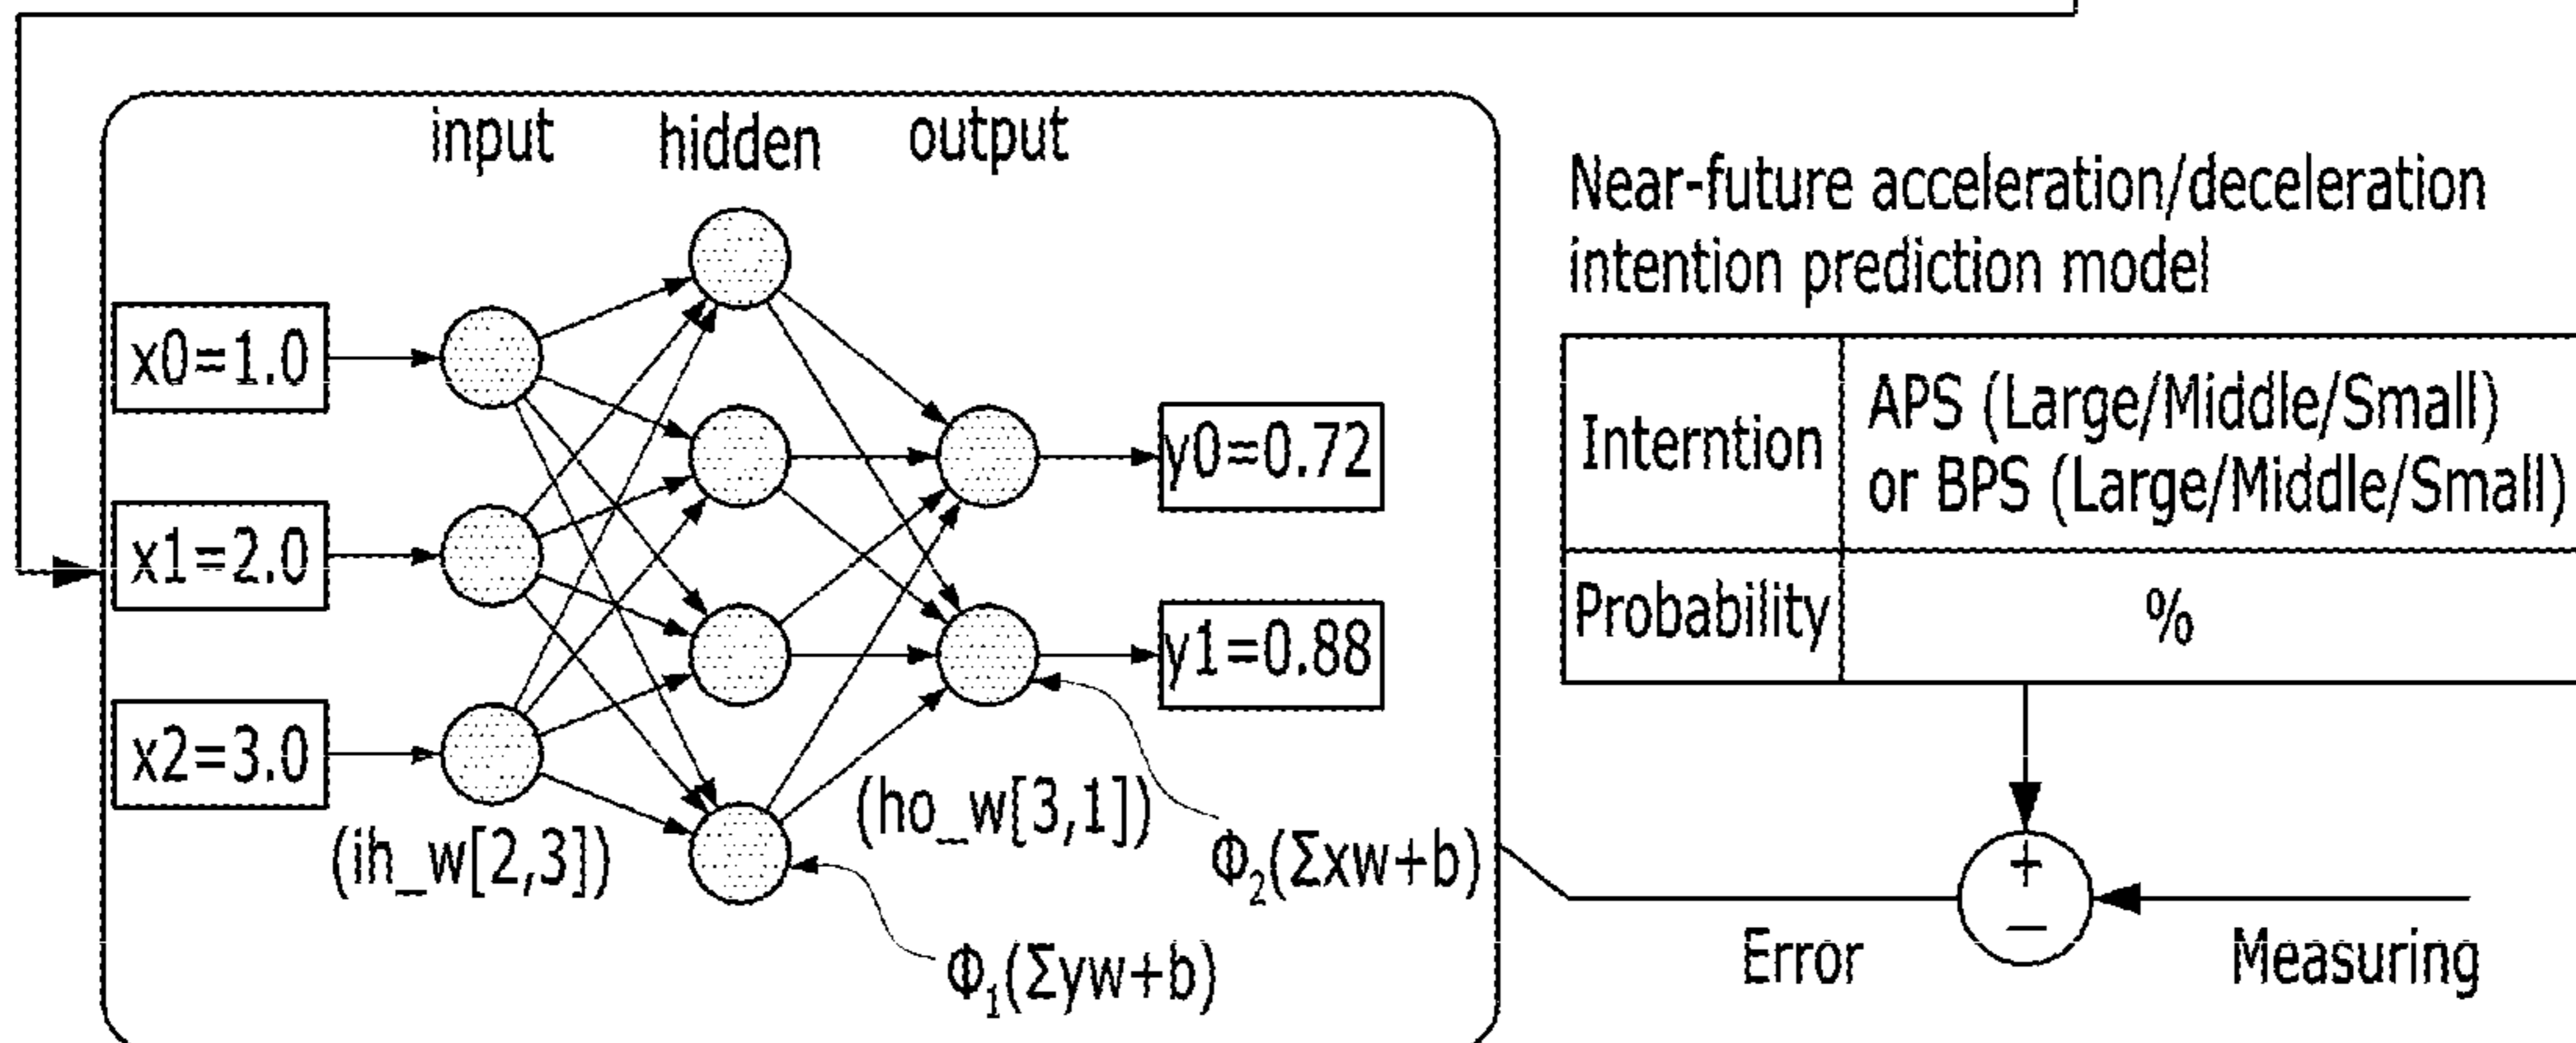 input hidden output
x0=1.0
x1=2.0
x2=3.0
y0=0.72
y1=0.88
(ih_w[2,3])
(ho_w[3,1])
Φ₂(Σxw+b)
Φ₁(Σyw+b)
Near-future acceleration/deceleration
intention prediction model
Interntion
APS (Large/Middle/Small)
or BPS (Large/Middle/Small)
Probability
%
+
−
Error
Measuring